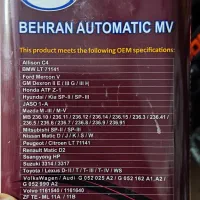 BEHRAN AUTOMATIC MV
This product meets the following OEM specifications:
Allison C4
BMW LT 71141
Ford Mercon V
GM Dexron II E ( III G / III H)
Honda ATF Z-1
Hyundai / Kia SP-II / SP-III
JASO 1-A
Mazda M -III / M-V
MB 236.10 / 236.11 / 236.12 / 236.14 / 236.15 / 236.3 / 236.41 /
236.5 / 236.6 / 236.7 / 236.8 / 236.9 / 236.91
Mitsubishi SP-II / SP-III
Nissan Matic D / J / K / S / W
Peugeot / Citroen LT 71141
Renault Matic D2
Ssangyong HP
Suzuki 3314 / 3317
Toyota / Lexus D-II / T / T- III / T-IV / WS
VolksWagen / Audi G 052 025 A2 / G 052 162 A1, A2 /
G 052 990 A2
Volvo 1161540 / 1161640
ZF TE - ML 11A / 11B